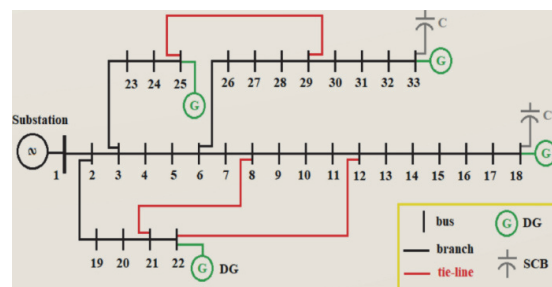 C
G
23 24 25
26 27 28 29 30 31 32 33
G
Substation
C
∾
G
1 2 3 4 5 6 7 8 9 10 11 12 13 14 15 16 17 18
bus
G DG
branch
19 20 21 22
G DG
tie-line
SCB